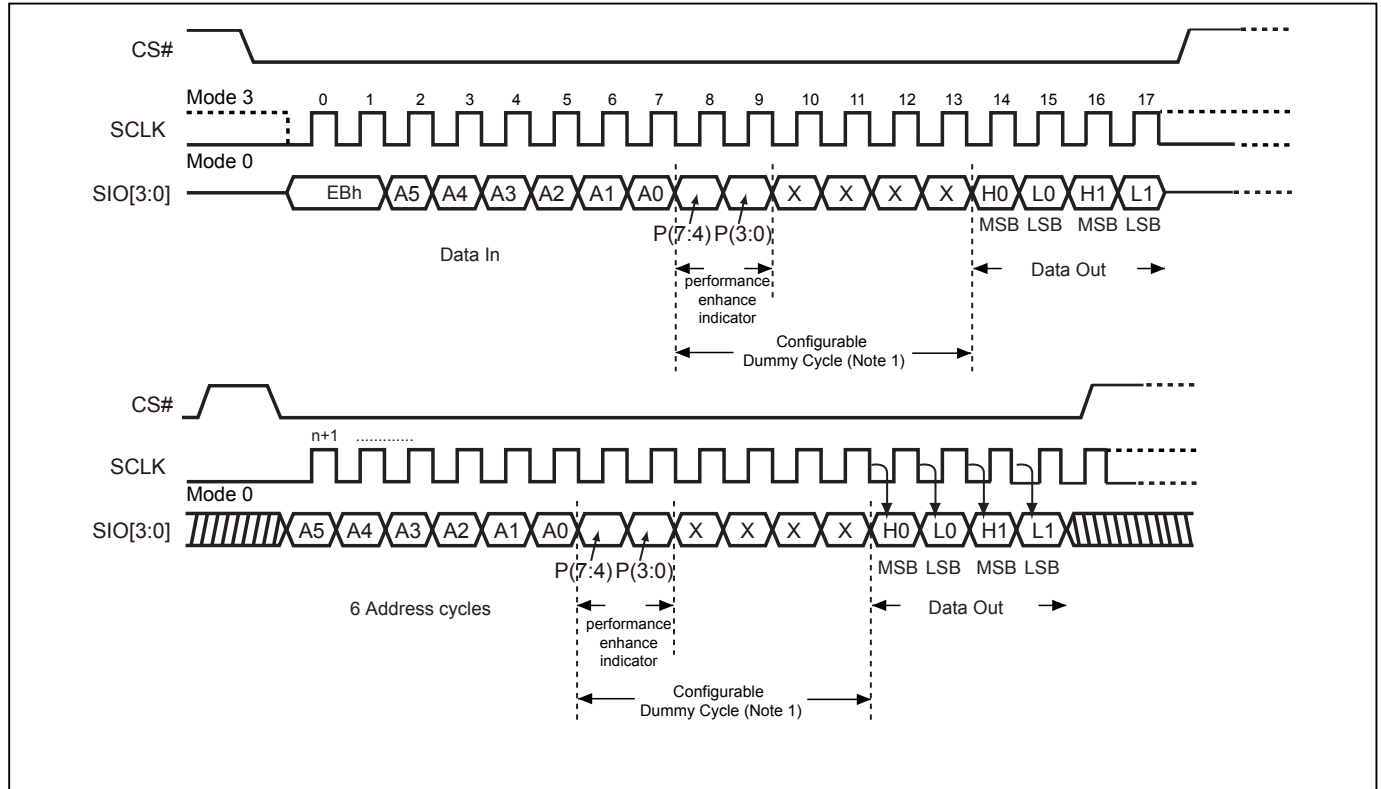 CS#
Mode 3
0 1 2 3 4 5 6 7 8 9 10 11 12 13 14 15 16 17
SCLK
Mode 0
SIO[3:0] EBh A5 A4 A3 A2 A1 A0 X X X X H0 L0 H1 L1
P(7:4) P(3:0) MSB LSB MSB LSB
Data In
Data Out
performance
enhance
indicator
Configurable
Dummy Cycle (Note 1)
CS#
n+1 .............
SCLK
Mode 0
SIO[3:0] A5 A4 A3 A2 A1 A0 X X X X H0 L0 H1 L1
P(7:4) P(3:0) MSB LSB MSB LSB
6 Address cycles
Data Out
performance
enhance
indicator
Configurable
Dummy Cycle (Note 1)